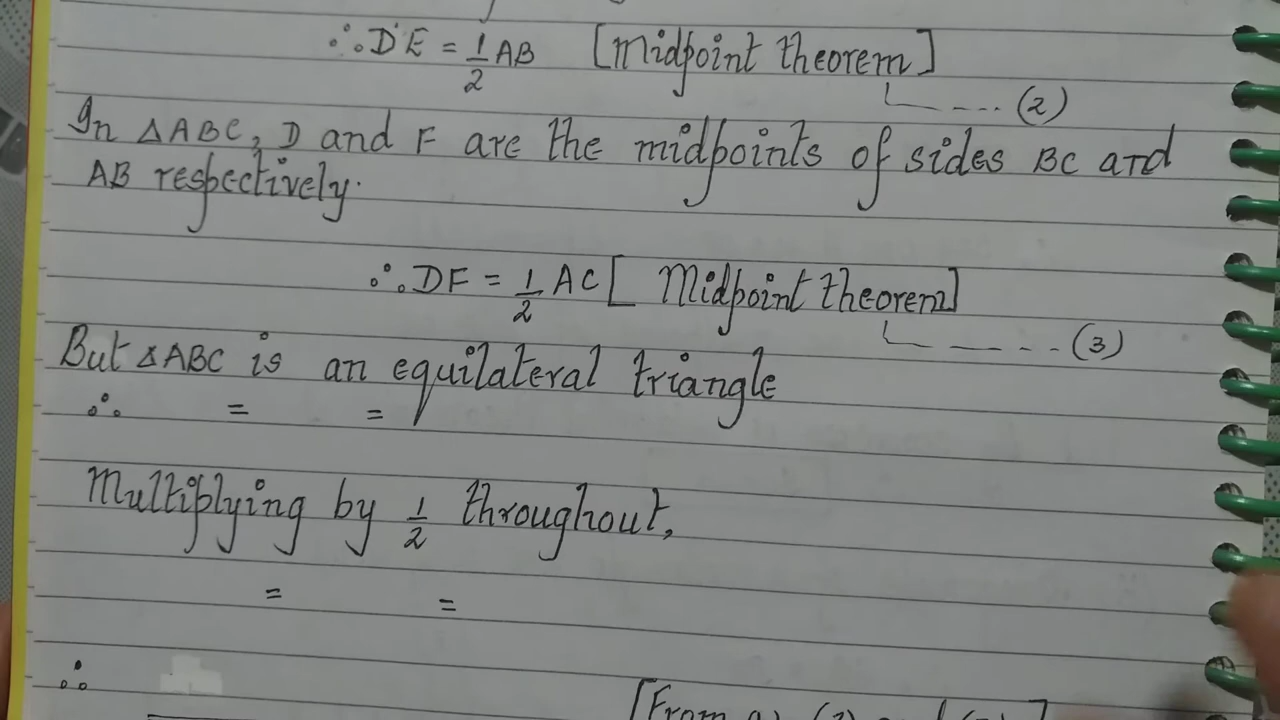 ∴ DE = 1/2 AB [Midpoint theorem]
---- (2)
In △ABC, D and F are the midpoints of sides BC and
AB respectively.
∴ DF = 1/2 AC [ Midpoint theorem]
----- (3)
But △ABC is an equilateral triangle
∴ = =
Multiplying by 1/2 throughout,
= =
∴
[From